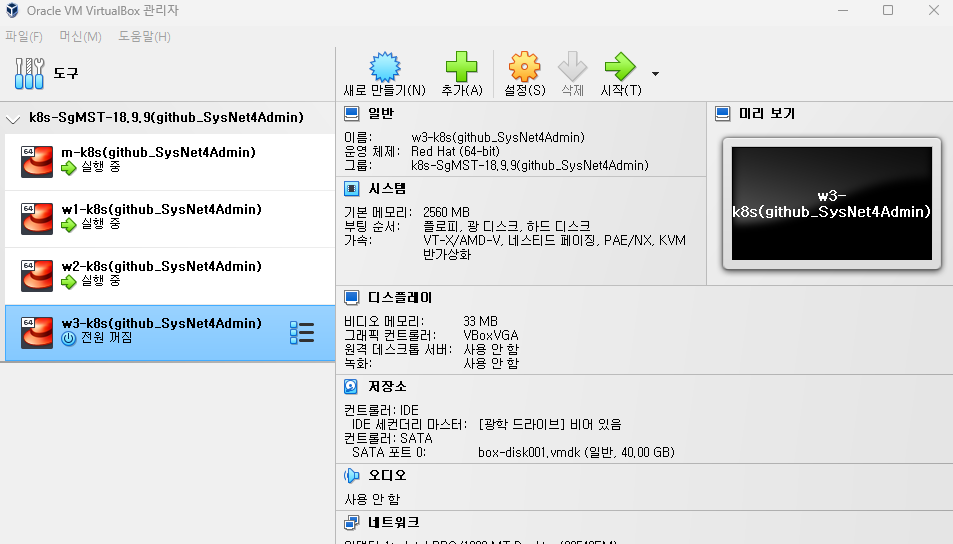 Oracle VM VirtualBox 관리자
파일(F) 머신(M) 도움말(H)
도구
새로 만들기(N) 추가(A) 설정(S) 삭제 시작(T)
k8s-SgMST-18.9.9(github_SysNet4Admin)
64
m-k8s(github_SysNet4Admin)
실행 중
64
w1-k8s(github_SysNet4Admin)
실행 중
64
w2-k8s(github_SysNet4Admin)
실행 중
64
w3-k8s(github_SysNet4Admin)
전원 꺼짐
일반
이름: w3-k8s(github_SysNet4Admin)
운영 체제: Red Hat (64-bit)
그룹: k8s-SgMST-18.9.9(github_SysNet4Admin)
미리 보기
w3-
k8s(github_SysNet4Admin)
시스템
기본 메모리: 2560 MB
부팅 순서: 플로피, 광 디스크, 하드 디스크
가속: VT-X/AMD-V, 네스티드 페이징, PAE/NX, KVM
반가상화
디스플레이
비디오 메모리: 33 MB
그래픽 컨트롤러: VBoxVGA
원격 데스크톱 서버: 사용 안 함
녹화: 사용 안 함
저장소
컨트롤러: IDE
IDE 세컨더리 마스터: [광학 드라이브] 비어 있음
컨트롤러: SATA
SATA 포트 0: box-disk001.vmdk (일반, 40.00 GB)
오디오
사용 안 함
네트워크